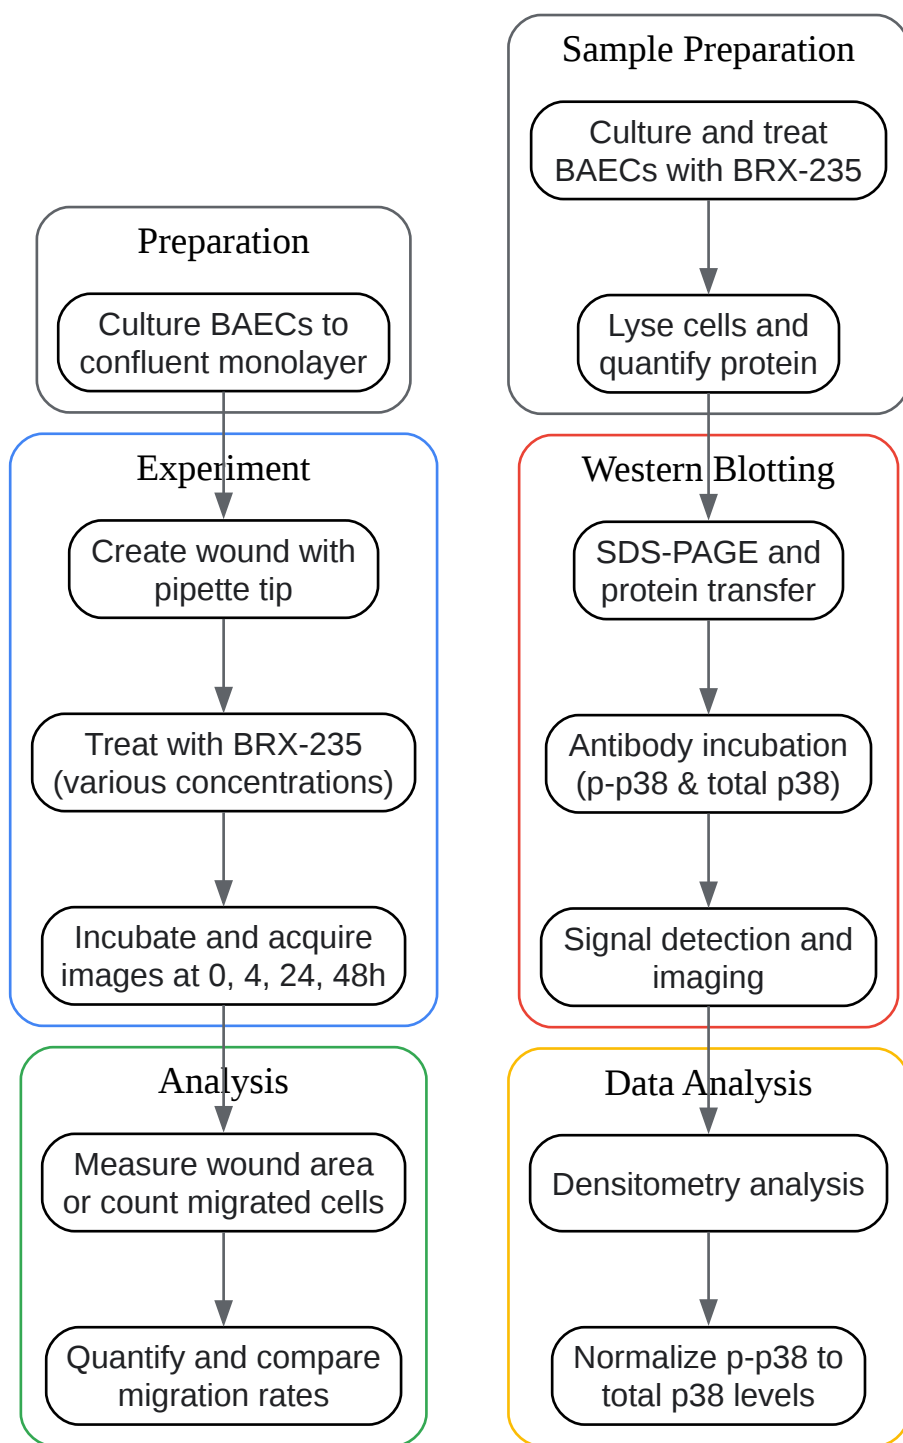 Preparation
Culture BAECs to
confluent monolayer
Experiment
Create wound with
pipette tip
Treat with BRX-235
(various concentrations)
Incubate and acquire
images at 0, 4, 24, 48h
Analysis
Measure wound area
or count migrated cells
Quantify and compare
migration rates
Sample Preparation
Culture and treat
BAECs with BRX-235
Lyse cells and
quantify protein
Western Blotting
SDS-PAGE and
protein transfer
Antibody incubation
(p-p38 & total p38)
Signal detection and
imaging
Data Analysis
Densitometry analysis
Normalize p-p38 to
total p38 levels